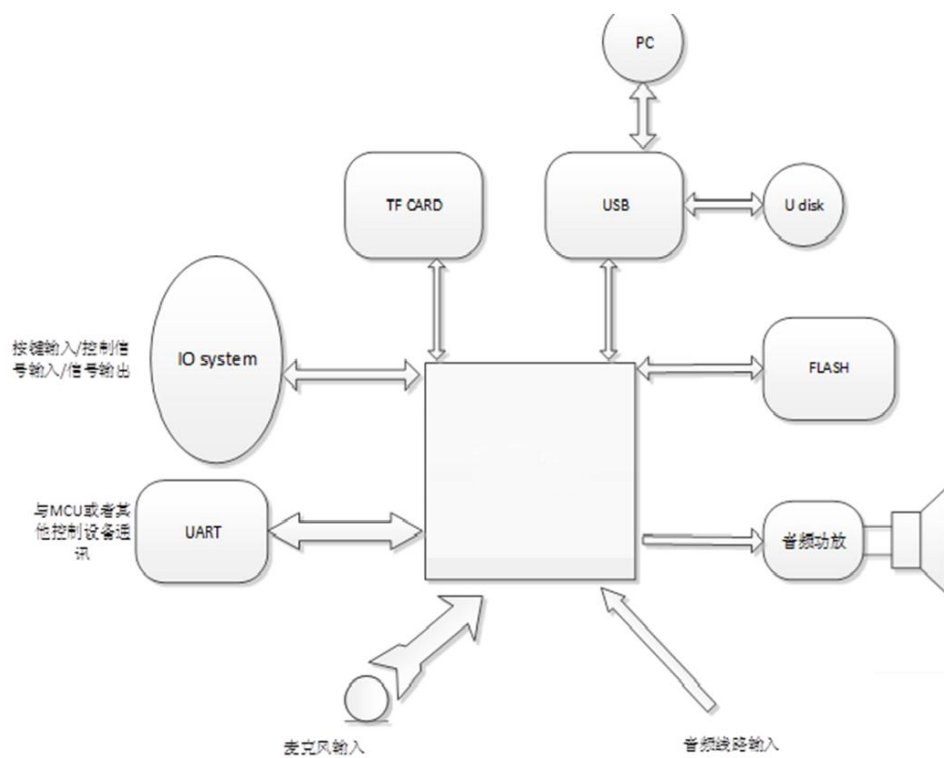 PC
TF CARD
USB
U disk
按键输入/控制信
号输入/信号输出
IO system
FLASH
与MCU或者其
他控制设备通
讯
UART
音频功放
麦克风输入
音频线路输入